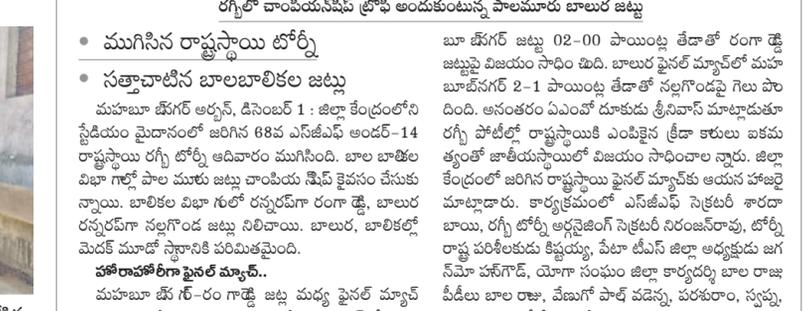 రగ్బీలో చాంపియన్‌షిప్ ట్రోఫీ అందుకుంటున్న పాలమూరు బాలుర జట్టు
• ముగిసిన రాష్ట్రస్థాయి టోర్నీ
• సత్తాచాటిన బాలబాలికల జట్లు
మహబూబ్‌నగర్ అర్బన్, డిసెంబర్ 1 : జిల్లా కేంద్రంలోని
స్టేడియం మైదానంలో జరిగిన 68వ ఎస్‌జీఎఫ్ అండర్-14
రాష్ట్రస్థాయి రగ్బీ టోర్నీ ఆదివారం ముగిసింది. బాల బాలికల
విభాగాల్లో పాలమూరు జట్లు చాంపియన్‌షిప్ కైవసం చేసుకు
న్నాయి. బాలికల విభాగంలో రన్నరప్‌గా రంగారెడ్డి, బాలుర
రన్నరప్‌గా నల్లగొండ జట్లు నిలిచాయి. బాలుర, బాలికల్లో
మెదక్ మూడో స్థానానికి పరిమితమైంది.
హోరాహోరీగా ఫైనల్ మ్యాచ్..
మహబూబ్‌నగర్-రంగారెడ్డి జట్ల మధ్య ఫైనల్ మ్యాచ్
బూబ్‌నగర్ జట్టు 02-00 పాయింట్ల తేడాతో రంగారెడ్డి
జట్టుపై విజయం సాధించింది. బాలుర ఫైనల్ మ్యాచ్‌లో మహ
బూబ్‌నగర్ 2-1 పాయింట్ల తేడాతో నల్లగొండపై గెలుపొం
దింది. అనంతరం ఏఎంవో దూకుడు శ్రీనివాస్ మాట్లాడుతూ
రగ్బీ పోటీల్లో రాష్ట్రస్థాయికి ఎంపికైన క్రీడాకారులు ఐకమ
త్యంతో జాతీయస్థాయిలో విజయం సాధించాలన్నారు. జిల్లా
కేంద్రంలో జరిగిన రాష్ట్రస్థాయి ఫైనల్ మ్యాచ్‌కు ఆయన హాజరై
మాట్లాడారు. కార్యక్రమంలో ఎస్‌జీఎఫ్ సెక్రటరీ శారదా
బాయి, రగ్బీ టోర్నీ అర్గనైజింగ్ సెక్రటరీ నిరంజన్‌రావు, టోర్నీ
రాష్ట్ర పరిశీలకుడు కిష్టయ్య, పేటా టీఎస్ జిల్లా అధ్యక్షుడు జగ
న్‌మోహన్‌గౌడ్, యోగా సంఘం జిల్లా కార్యదర్శి బాలరాజు
పీడీలు బాలరాజు, వేణుగోపాల్ వడెన్న, పరశురాం, స్వప్న,